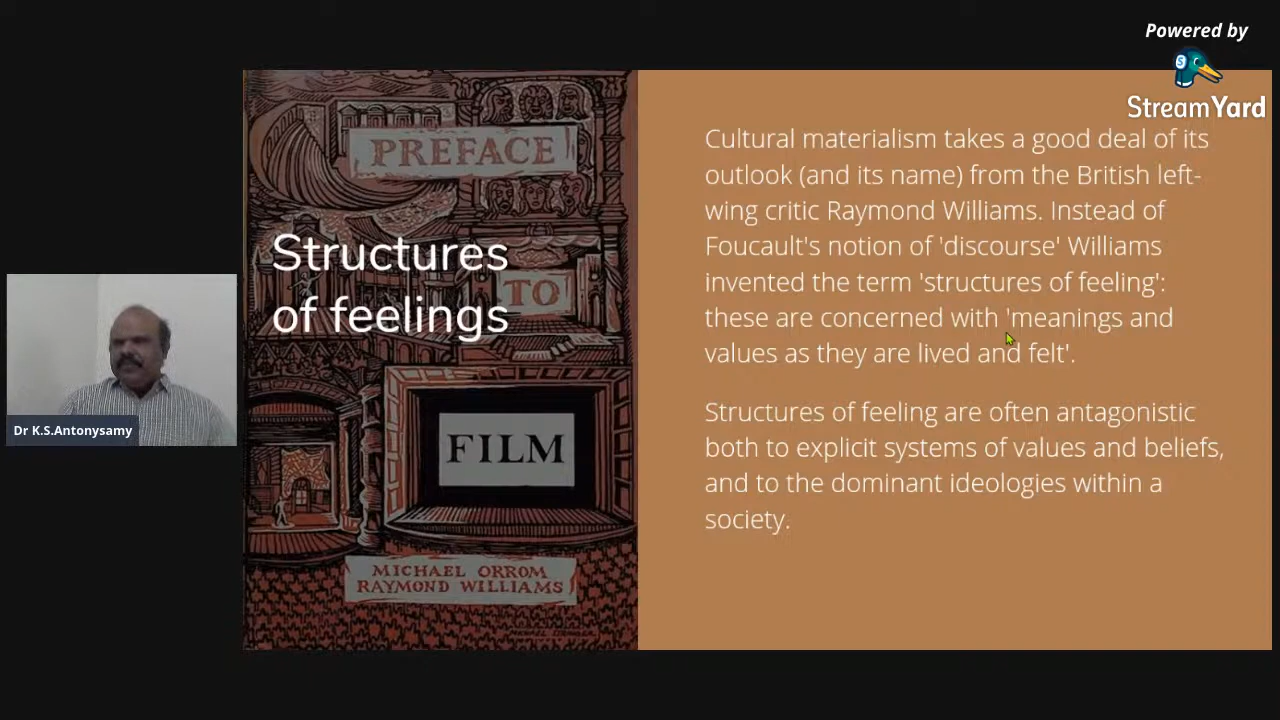 Powered by
StreamYard
PREFACE
TO
FILM
MICHAEL ORROM
RAYMOND WILLIAMS
Structures
of feelings
Cultural materialism takes a good deal of its
outlook (and its name) from the British left-
wing critic Raymond Williams. Instead of
Foucault's notion of 'discourse' Williams
invented the term 'structures of feeling':
these are concerned with 'meanings and
values as they are lived and felt'.
Structures of feeling are often antagonistic
both to explicit systems of values and beliefs,
and to the dominant ideologies within a
society.
Dr K.S.Antonysamy